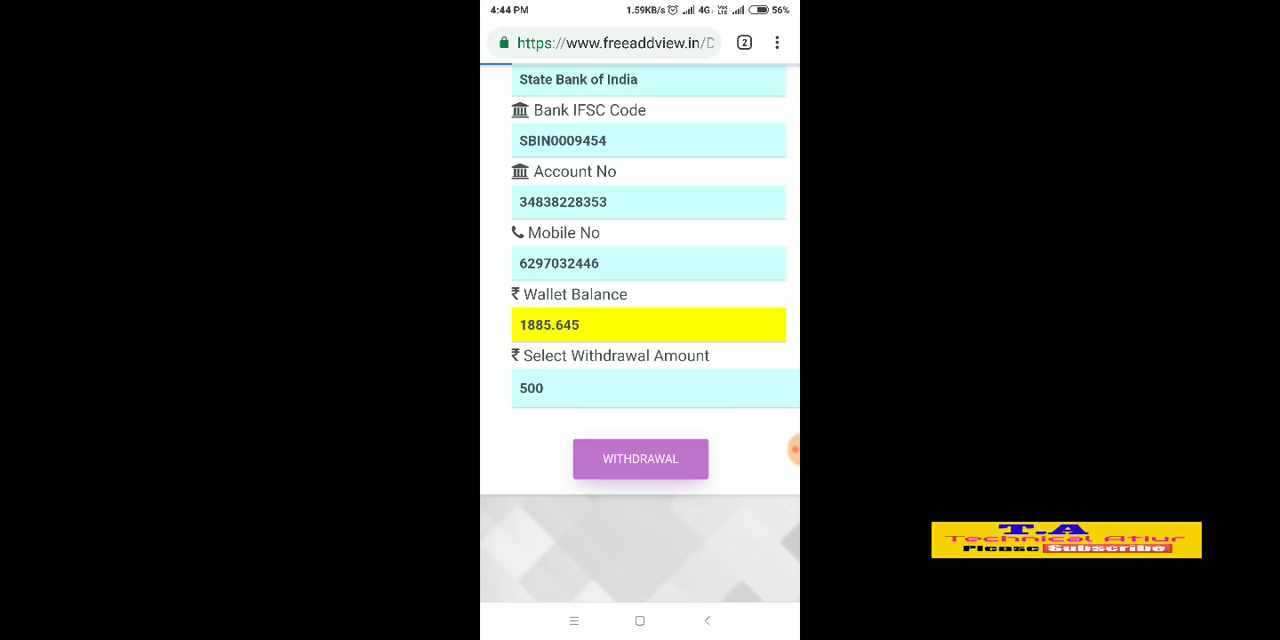 4:44 PM 1.59KB/s 4G VoLTE 56%
https://www.freeaddview.in/D 2
State Bank of India
Bank IFSC Code
SBIN0009454
Account No
34838228353
Mobile No
6297032446
₹ Wallet Balance
1885.645
₹ Select Withdrawal Amount
500
WITHDRAWAL
T.A
Technical Atiur
Please Subscribe